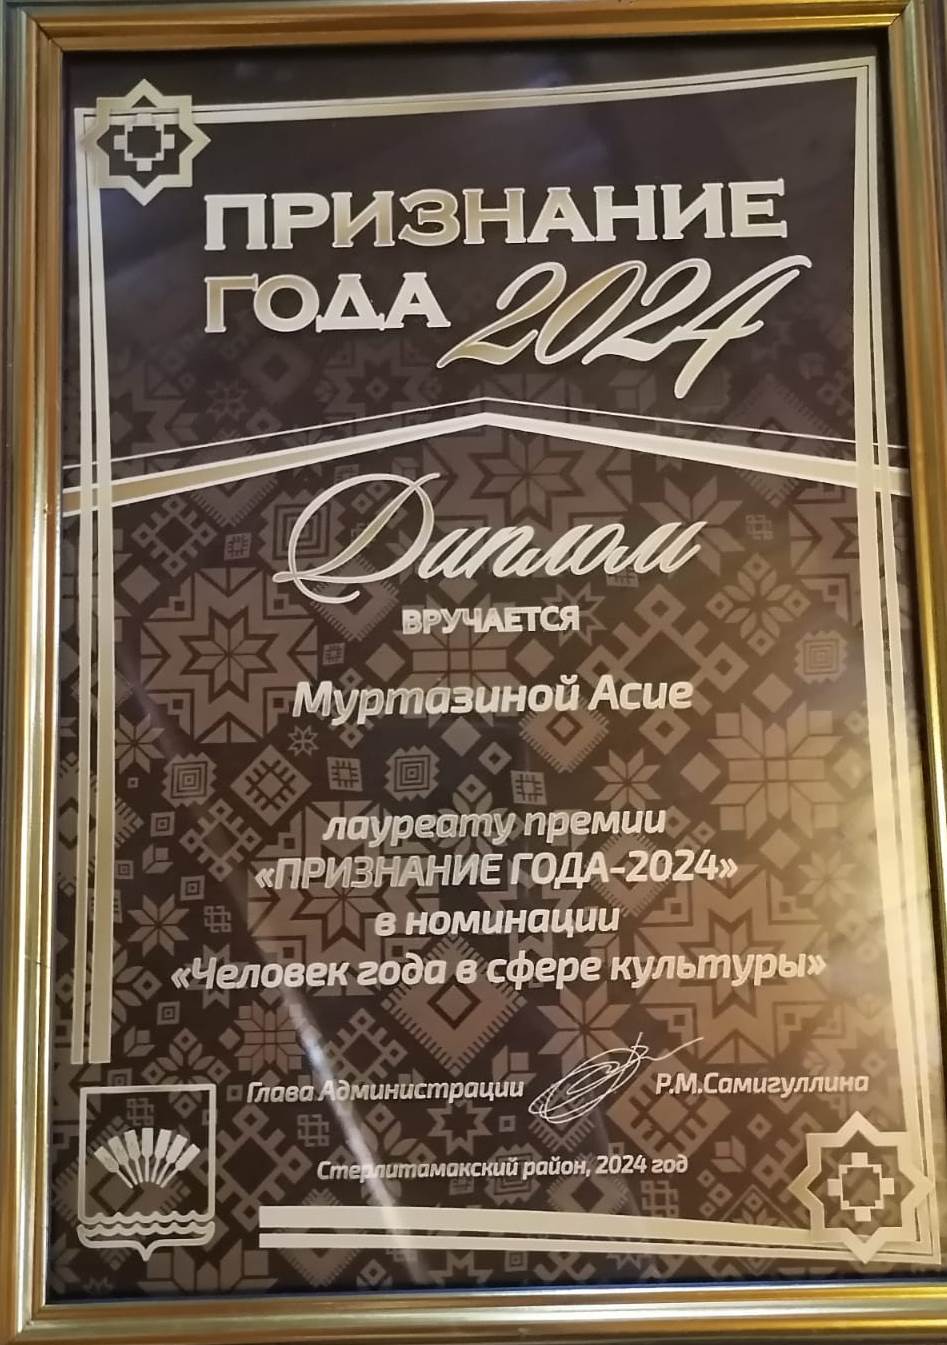 ПРИЗНАНИЕ
ГОДА 2024
Диплом
ВРУЧАЕТСЯ
Муртазиной Асие
лауреату премии
«ПРИЗНАНИЕ ГОДА-2024»
в номинации
«Человек года в сфере культуры»
Глава Администрации Р.М.Самигуллина
Стерлитамакский район, 2024 год